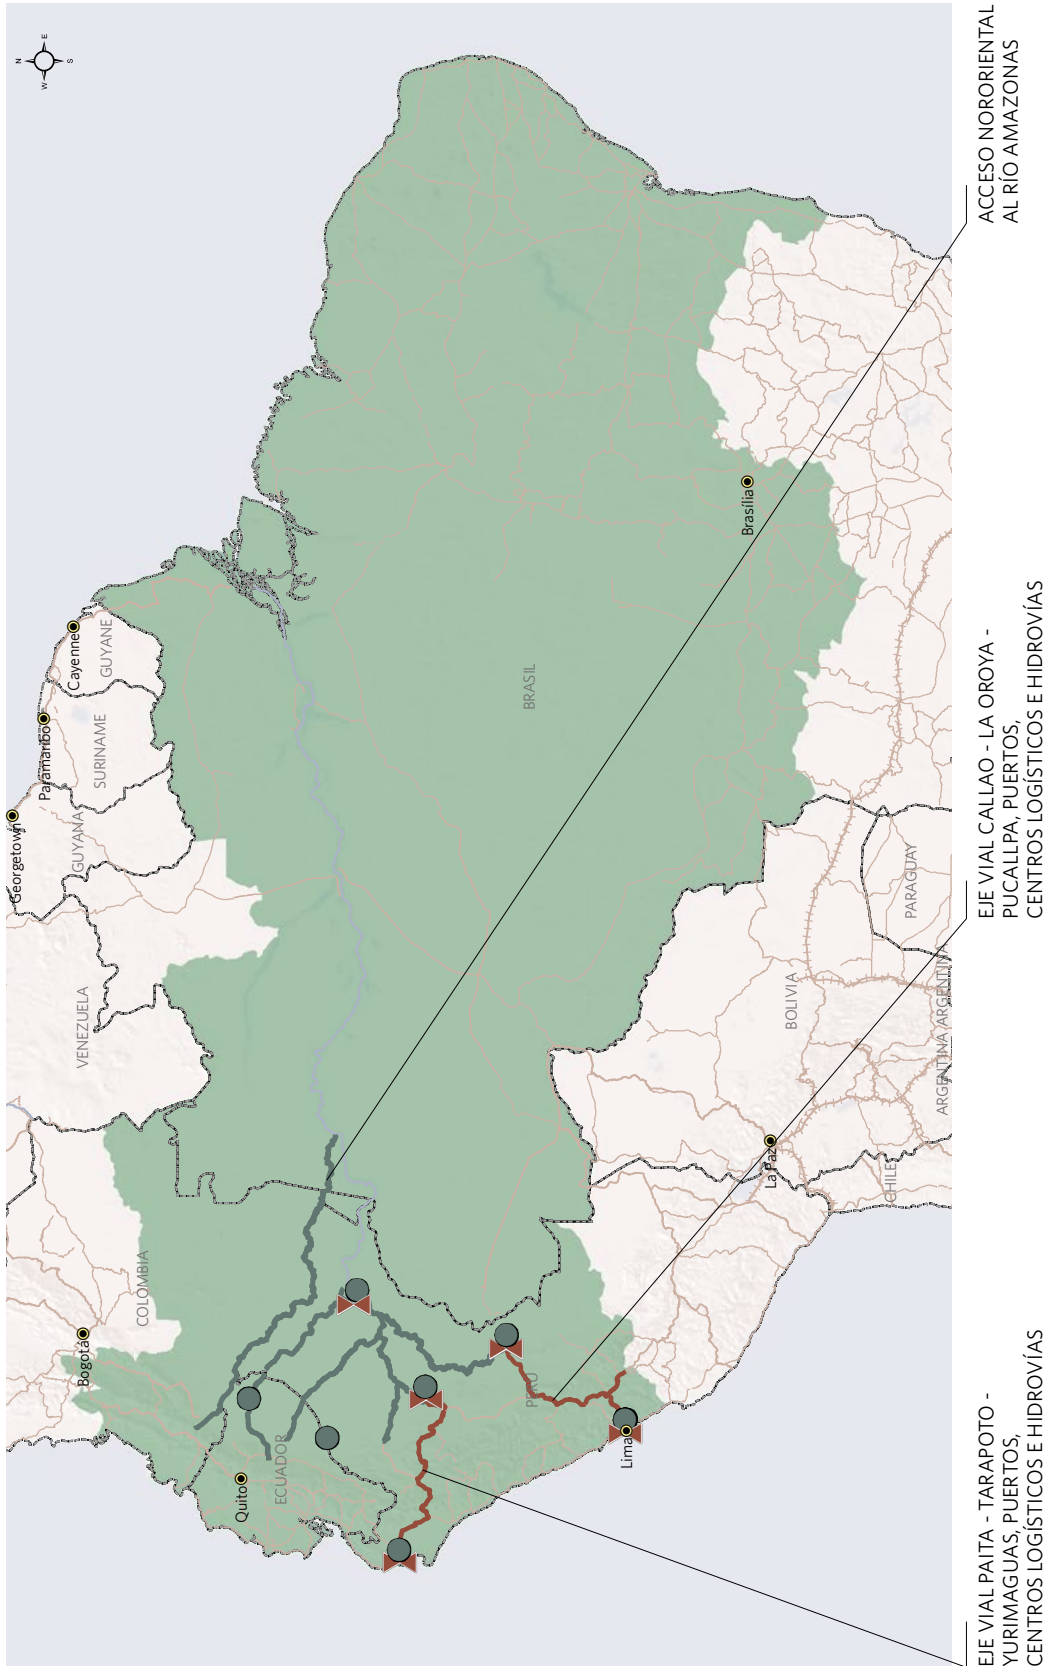 N
E
S
W
Georgetown
Paramaribo
Cayenne
GUYANA
SURINAME
GUYANE
VENEZUELA
Bogotá
COLOMBIA
Quito
ECUADOR
PERÚ
Lima
BRASIL
Brasília
BOLIVIA
La Paz
PARAGUAY
CHILE
ARGENTINA
ARGENTINA
EJE VIAL PAITA - TARAPOTO -
YURIMAGUAS, PUERTOS,
CENTROS LOGÍSTICOS E HIDROVÍAS
EJE VIAL CALLAO - LA OROYA -
PUCALLPA, PUERTOS,
CENTROS LOGÍSTICOS E HIDROVÍAS
ACCESO NORORIENTAL
AL RÍO AMAZONAS